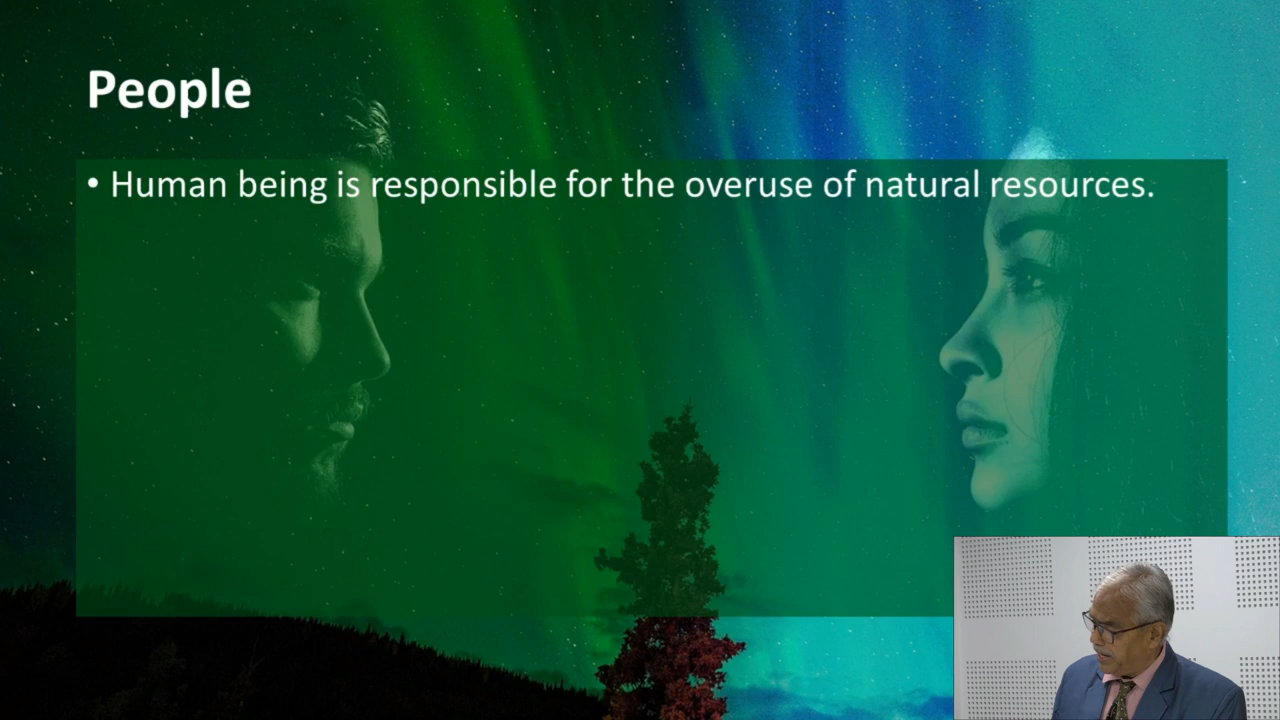 People
• Human being is responsible for the overuse of natural resources.